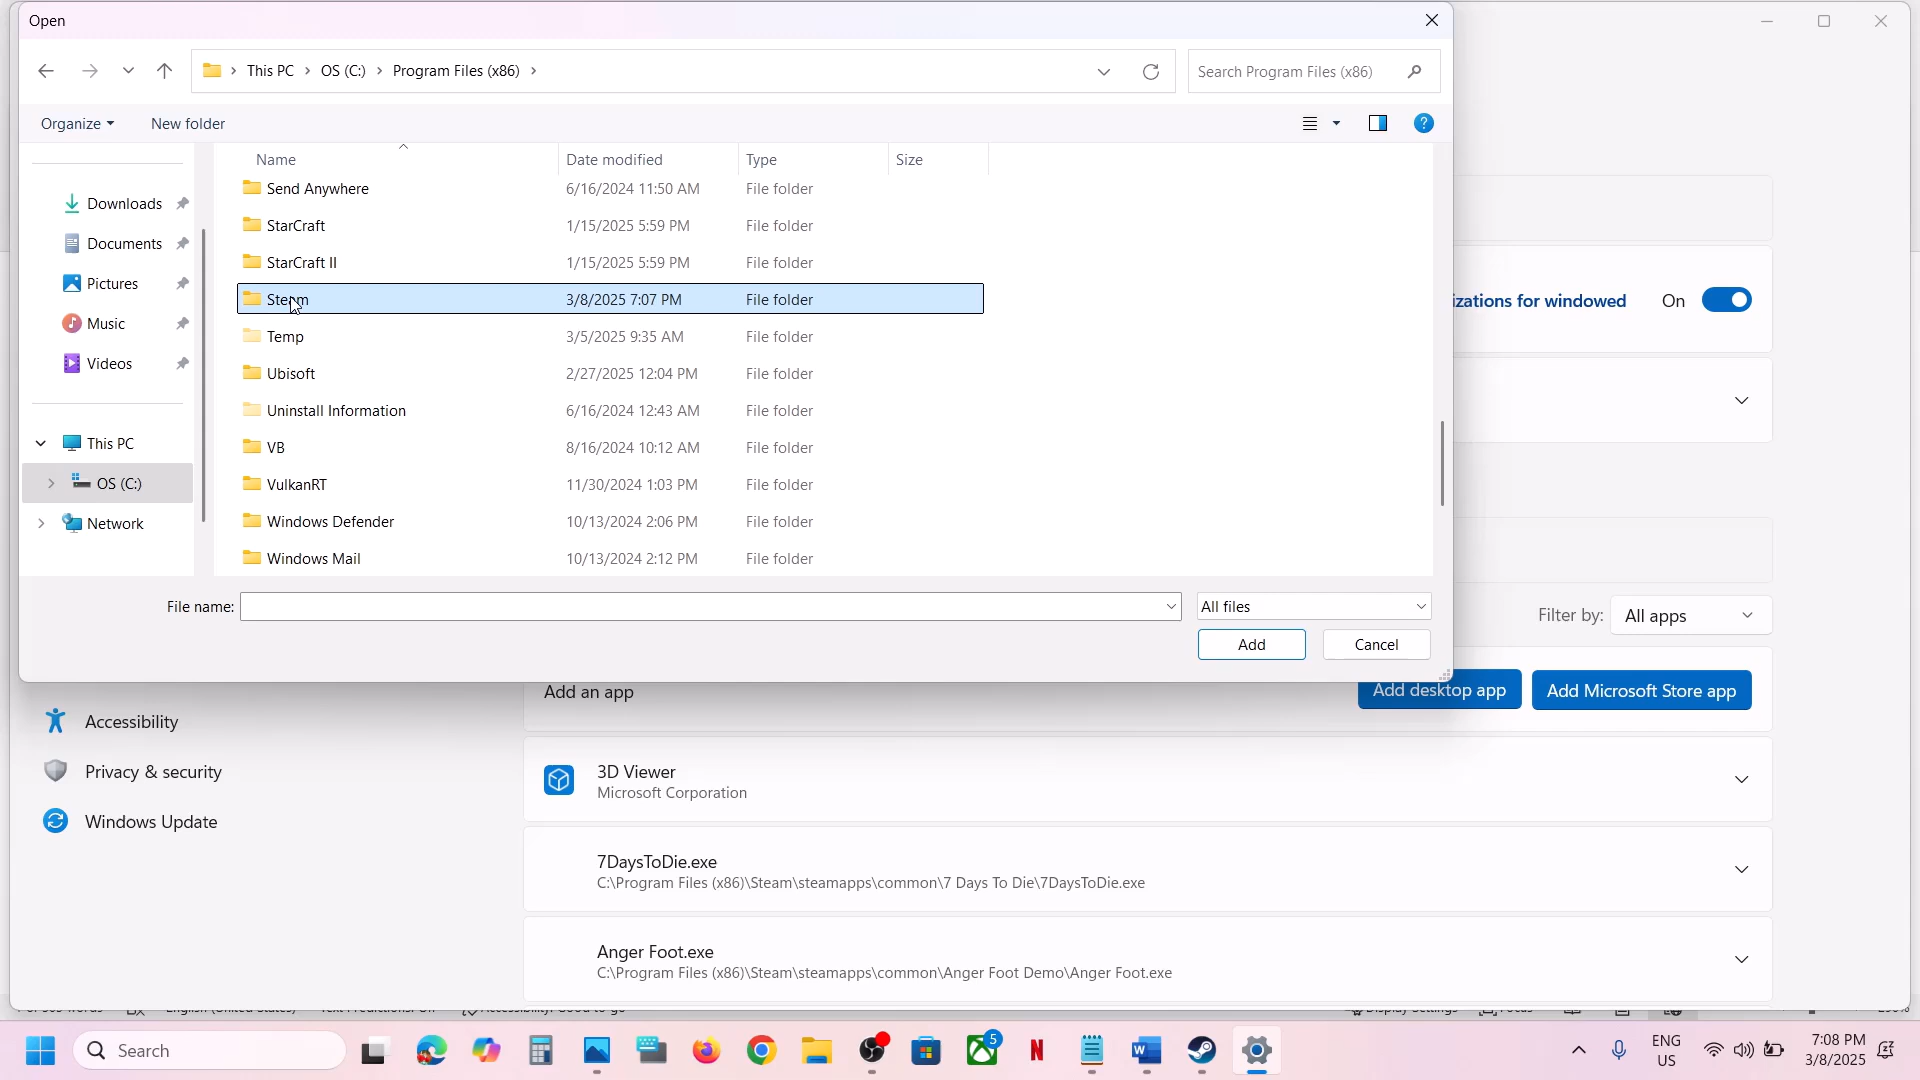 Open
This PC
OS (C:)
Program Files (x86)
Search Program Files (x86)
Organize
New folder
?
Name
Date modified
Type
Size
Downloads
Documents
Pictures
Music
Videos
This PC
OS (C:)
Network
Send Anywhere 6/16/2024 11:50 AM File folder
StarCraft 1/15/2025 5:59 PM File folder
StarCraft II 1/15/2025 5:59 PM File folder
Steam 3/8/2025 7:07 PM File folder
Temp 3/5/2025 9:35 AM File folder
Ubisoft 2/27/2025 12:04 PM File folder
Uninstall Information 6/16/2024 12:43 AM File folder
VB 8/16/2024 10:12 AM File folder
VulkanRT 11/30/2024 1:03 PM File folder
Windows Defender 10/13/2024 2:06 PM File folder
Windows Mail 10/13/2024 2:12 PM File folder
File name:
All files
Add
Cancel
izations for windowed
On
Filter by:
All apps
Add an app
Add desktop app
Add Microsoft Store app
Accessibility
Privacy & security
Windows Update
3D Viewer
Microsoft Corporation
7DaysToDie.exe
C:\Program Files (x86)\Steam\steamapps\common\7 Days To Die\7DaysToDie.exe
Anger Foot.exe
C:\Program Files (x86)\Steam\steamapps\common\Anger Foot Demo\Anger Foot.exe
Search
5
N
ENG
US
7:08 PM
3/8/2025